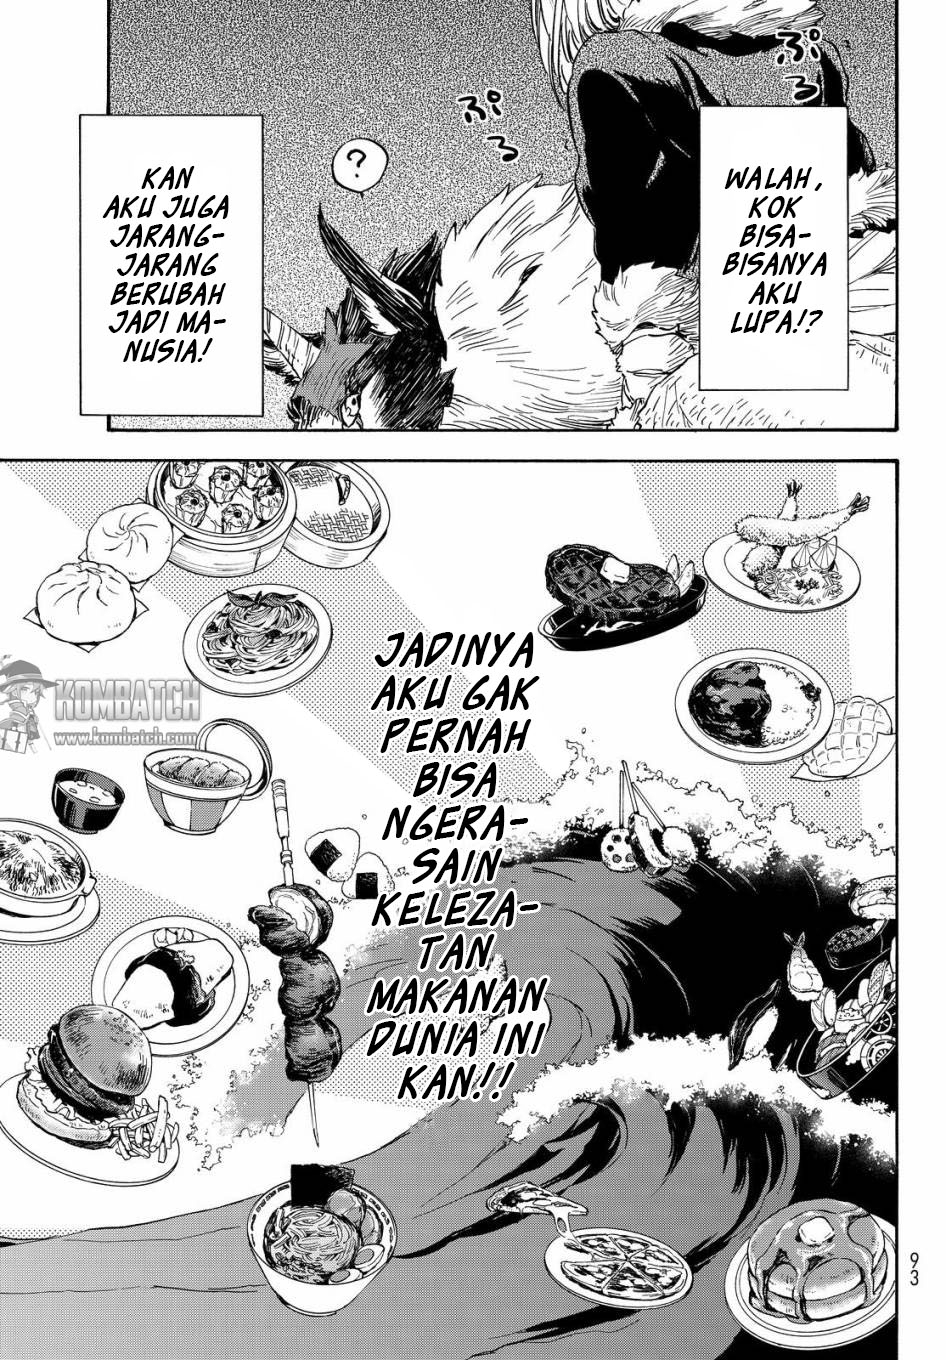 ぷる
ぷる
WALAH,
KOK
BISA-
BISANYA
AKU
LUPA!?
?
KAN
AKU JUGA
JARANG-
JARANG
BERUBAH
JADI MA-
NUSIA!
JADINYA
AKU GAK
PERNAH
BISA
NGERA-
SAIN
KELEZA-
TAN
MAKANAN
DUNIA INI
KAN!!
KOMBATCH
www.kombatch.com
93